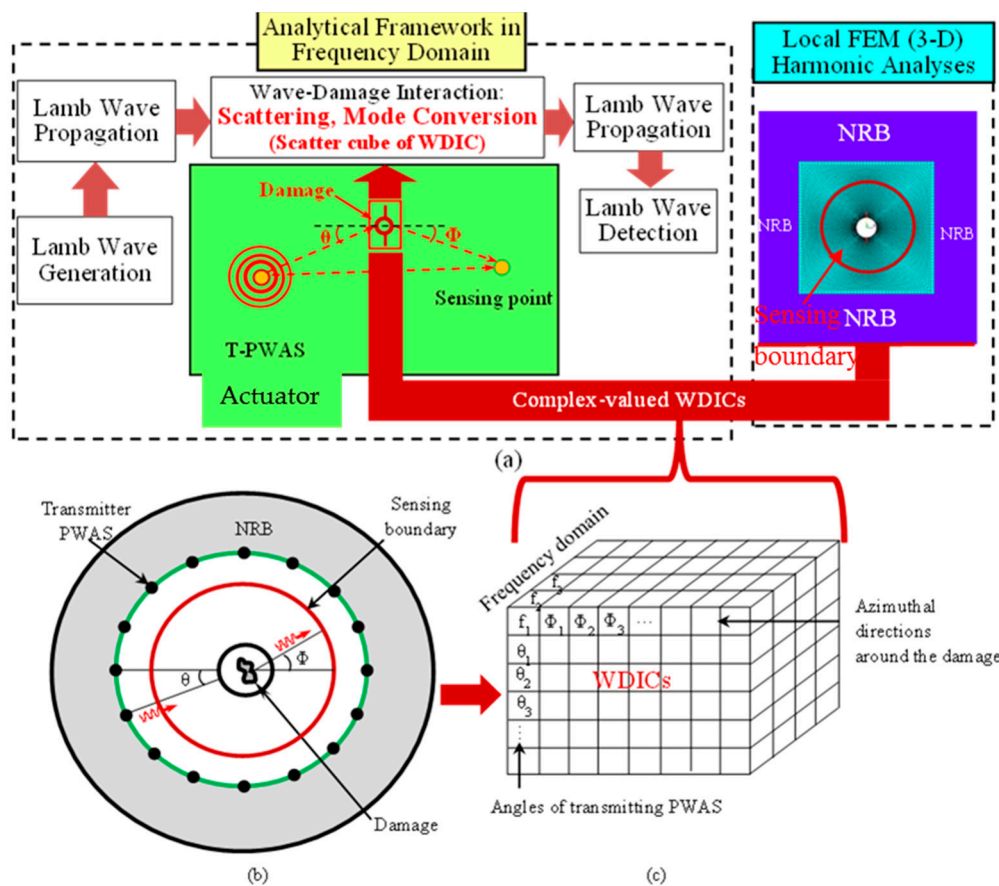 Analytical Framework in
Frequency Domain
Local FEM (3-D)
Harmonic Analyses
Lamb Wave
Propagation
Wave-Damage Interaction:
Scattering, Mode Conversion
(Scatter cube of WDIC)
Lamb Wave
Propagation
Lamb Wave
Generation
Lamb Wave
Detection
Damage
θ
Φ
Sensing point
T-PWAS
Actuator
NRB
NRB
NRB
Sensing
NRB
boundary
Complex-valued WDICs
(a)
Transmitter
PWAS
NRB
Sensing
boundary
θ
Φ
Damage
(b)
Frequency domain
f3
f2
f1 Φ1 Φ2 Φ3 ...
θ1
θ2
θ3
⋮
WDICs
Azimuthal
directions
around the damage
Angles of transmitting PWAS
(c)